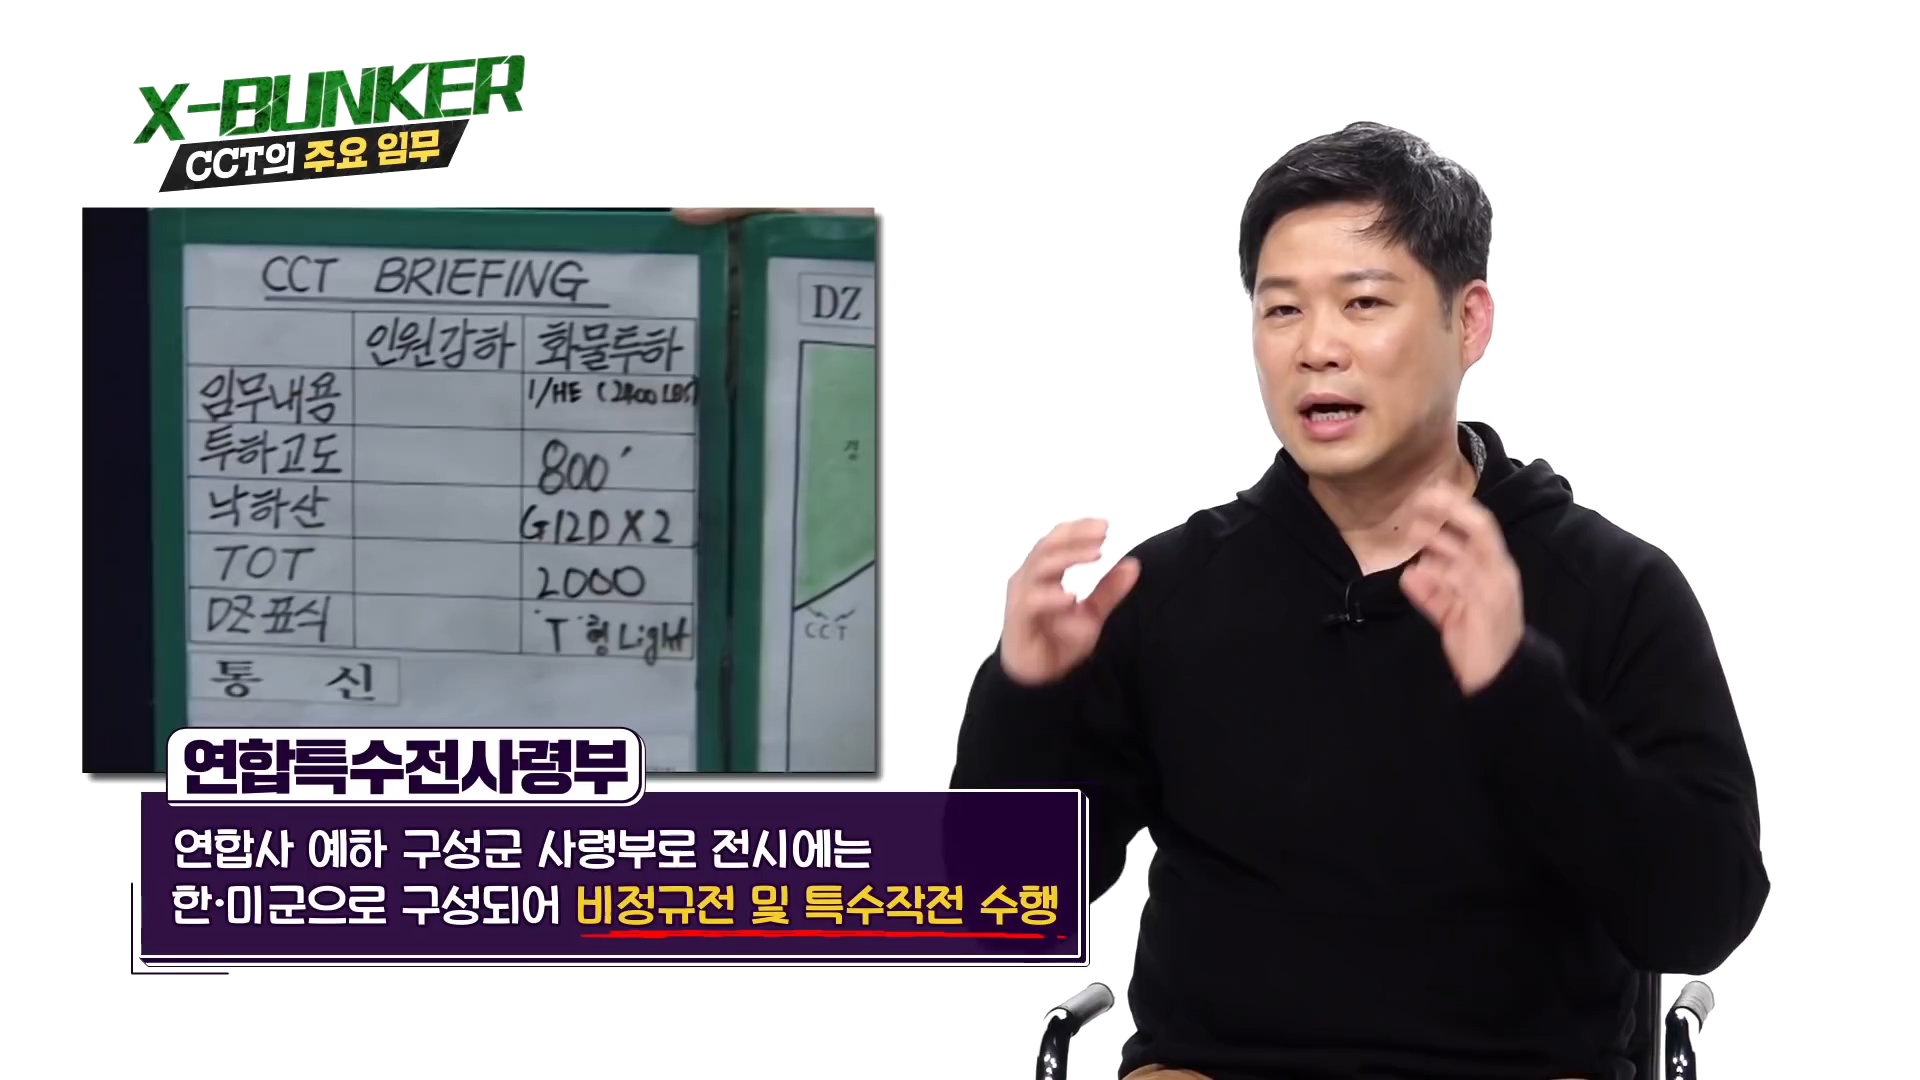 X-BUNKER
CCT의 주요 임무
CCT BRIEFING
인원강하 화물투하
임무내용 1/HE (2400 LBS)
투하고도 800′
낙하산 G12D X 2
TOT 2000
DZ표식 "T"형 Light
통 신
DZ
CCT
연합특수전사령부
연합사 예하 구성군 사령부로 전시에는
한·미군으로 구성되어 비정규전 및 특수작전 수행